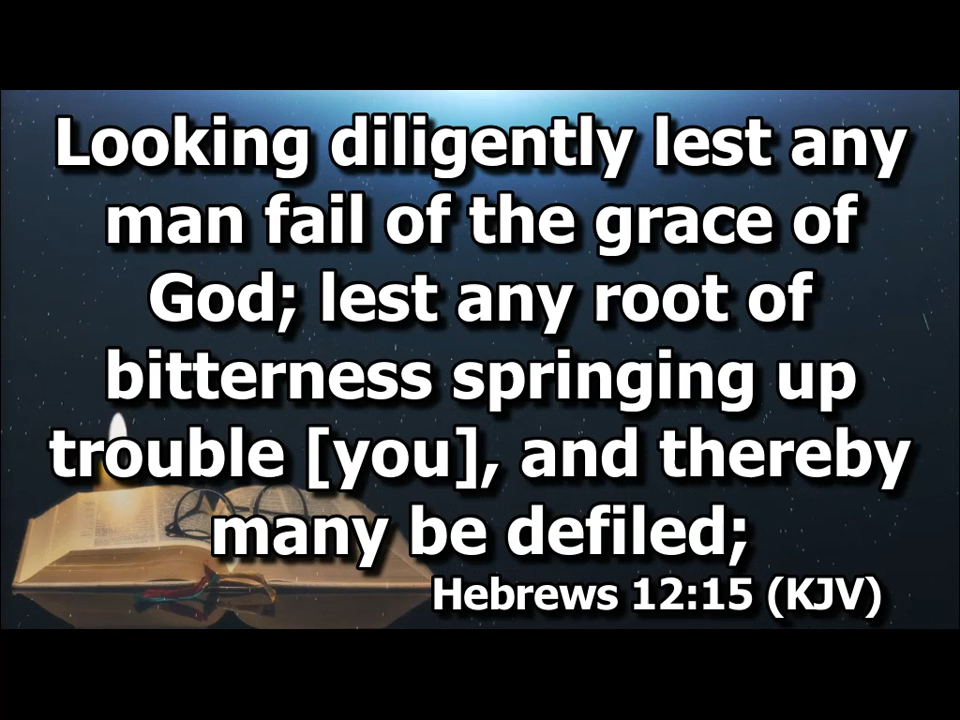 Looking diligently lest any
man fail of the grace of
God; lest any root of
bitterness springing up
trouble [you], and thereby
many be defiled;
Hebrews 12:15 (KJV)